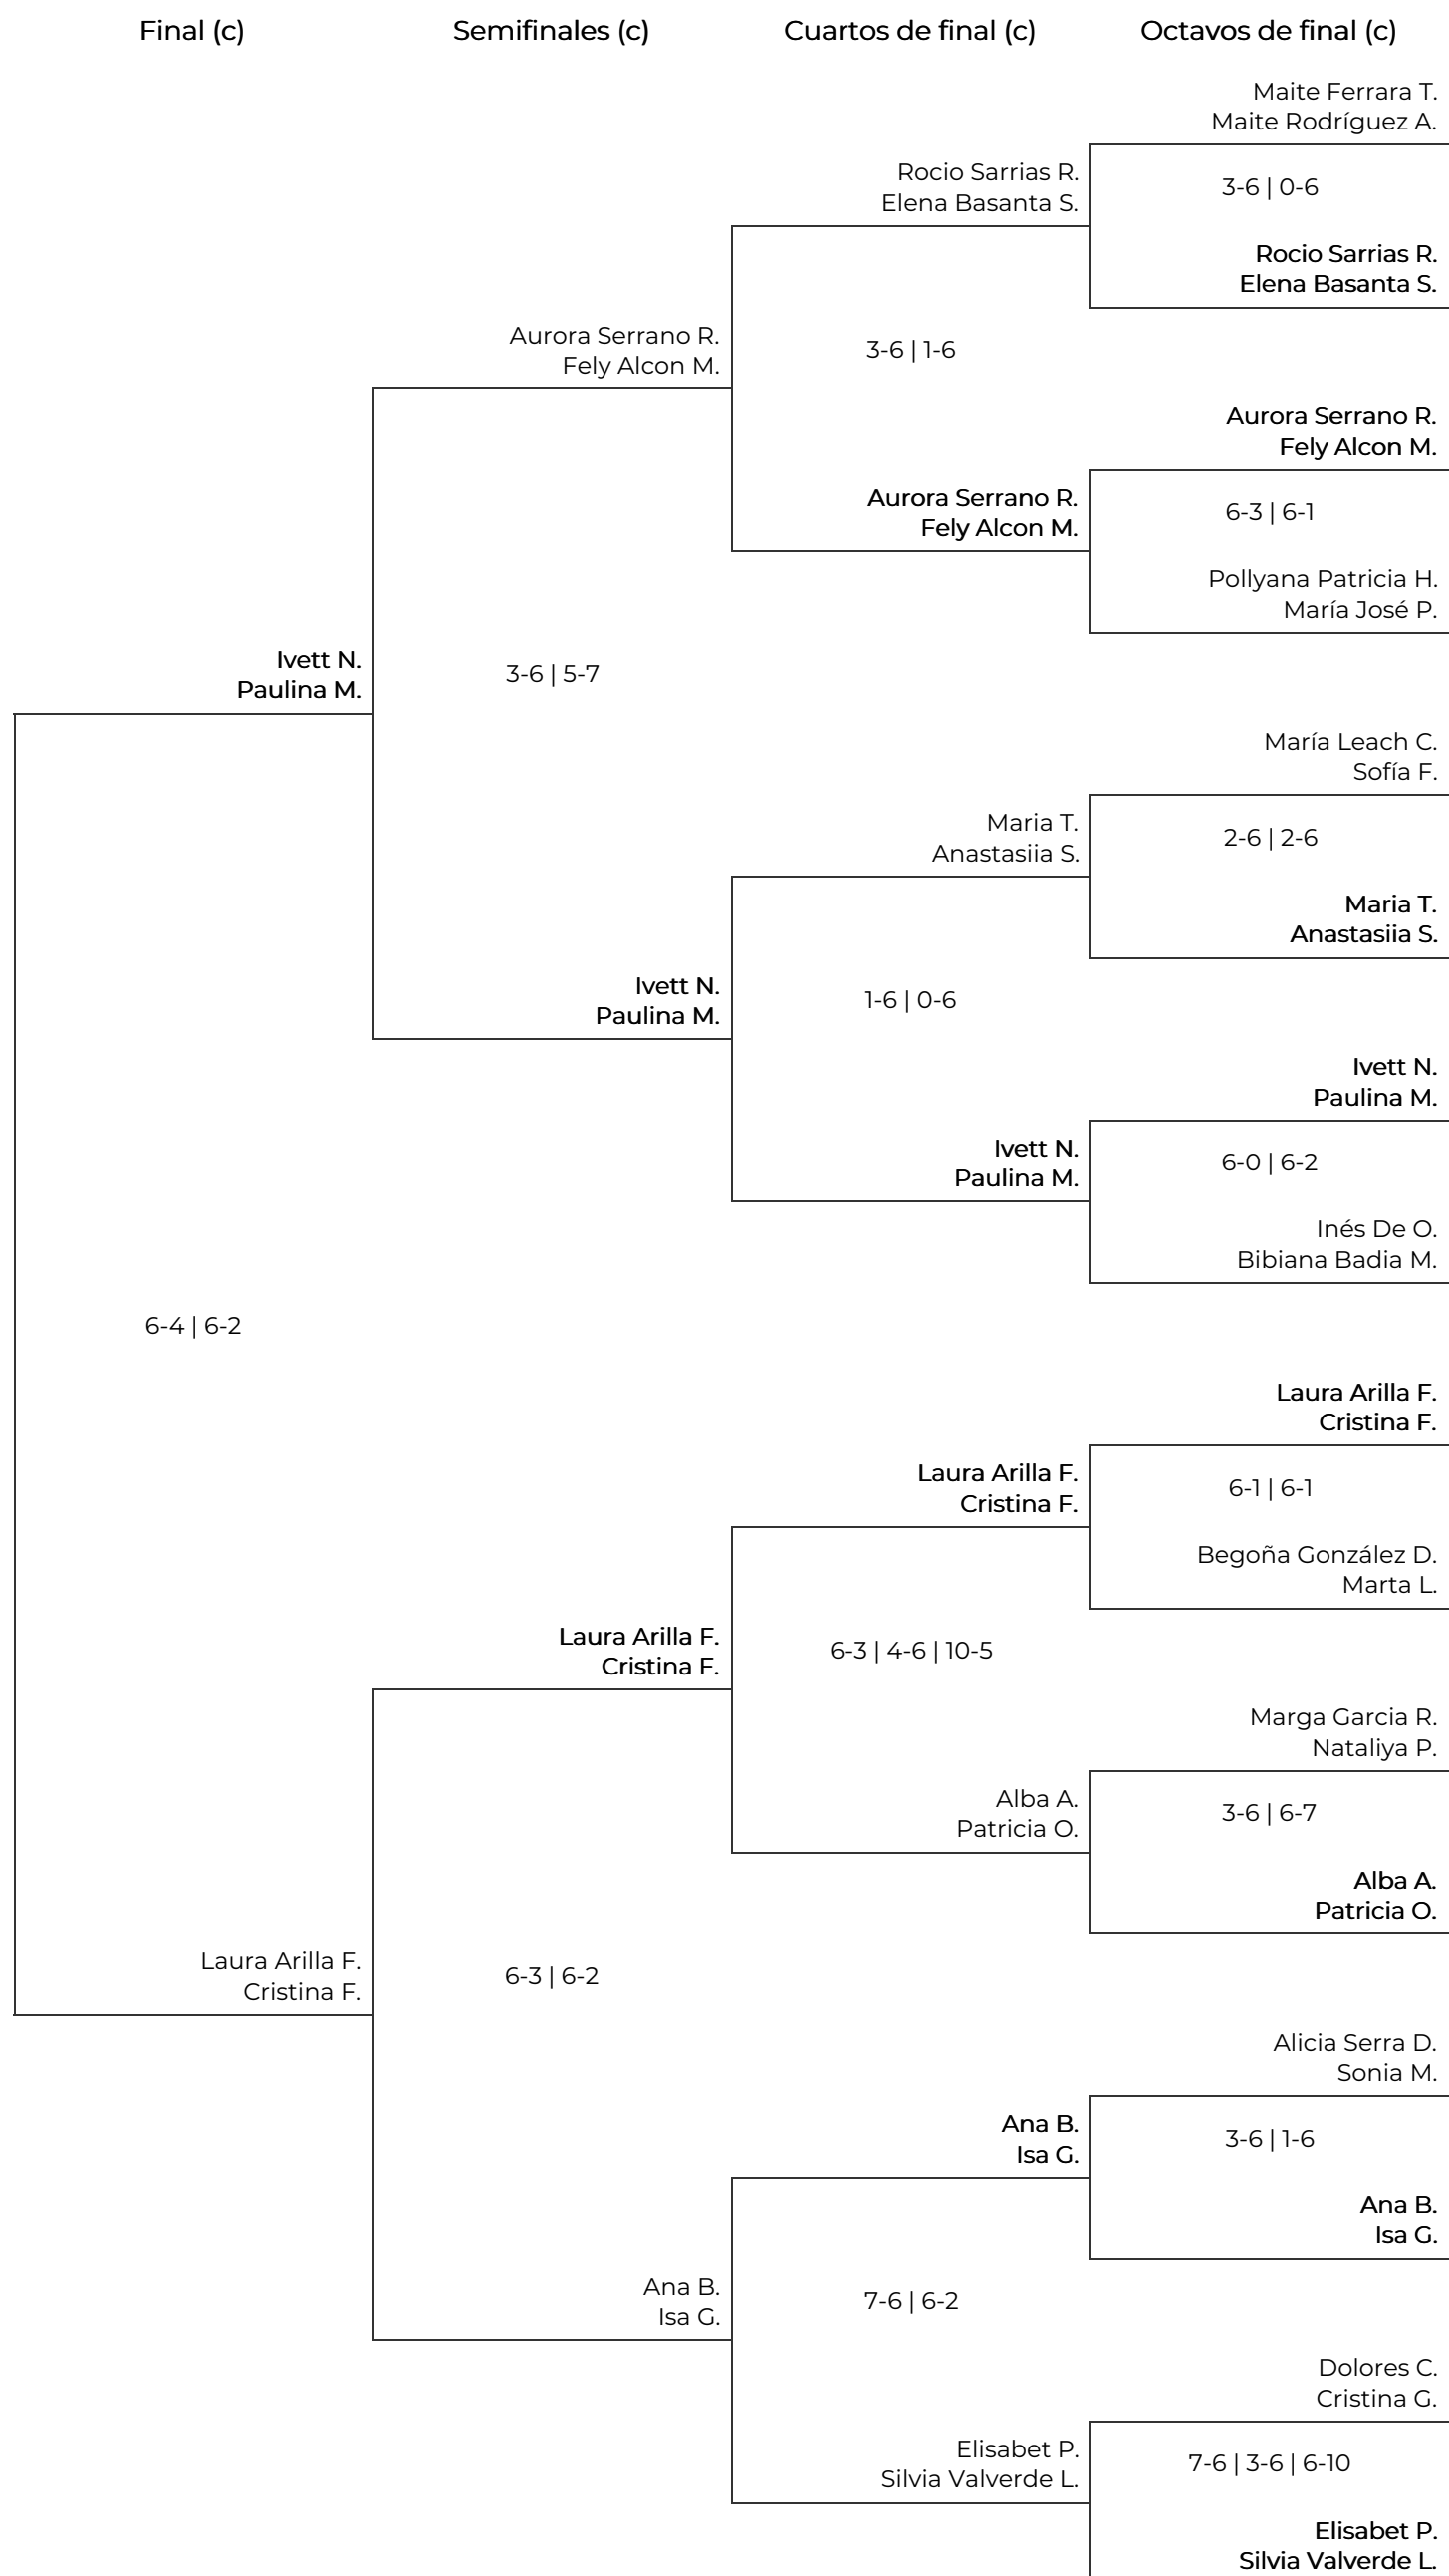 Final (c)
Semifinales (c)
Cuartos de final (c)
Octavos de final (c)
Maite Ferrara T.
Maite Rodríguez A.
3-6 | 0-6
Rocio Sarrias R.
Elena Basanta S.
Aurora Serrano R.
Fely Alcon M.
6-3 | 6-1
Pollyana Patricia H.
María José P.
María Leach C.
Sofía F.
2-6 | 2-6
Maria T.
Anastasiia S.
Ivett N.
Paulina M.
6-0 | 6-2
Inés De O.
Bibiana Badia M.
Laura Arilla F.
Cristina F.
6-1 | 6-1
Begoña González D.
Marta L.
Marga Garcia R.
Nataliya P.
3-6 | 6-7
Alba A.
Patricia O.
Alicia Serra D.
Sonia M.
3-6 | 1-6
Ana B.
Isa G.
Dolores C.
Cristina G.
7-6 | 3-6 | 6-10
Elisabet P.
Silvia Valverde L.
Rocio Sarrias R.
Elena Basanta S.
3-6 | 1-6
Aurora Serrano R.
Fely Alcon M.
Maria T.
Anastasiia S.
1-6 | 0-6
Ivett N.
Paulina M.
Laura Arilla F.
Cristina F.
6-3 | 4-6 | 10-5
Alba A.
Patricia O.
Ana B.
Isa G.
7-6 | 6-2
Elisabet P.
Silvia Valverde L.
Aurora Serrano R.
Fely Alcon M.
3-6 | 5-7
Ivett N.
Paulina M.
Laura Arilla F.
Cristina F.
6-3 | 6-2
Ana B.
Isa G.
Ivett N.
Paulina M.
6-4 | 6-2
Laura Arilla F.
Cristina F.